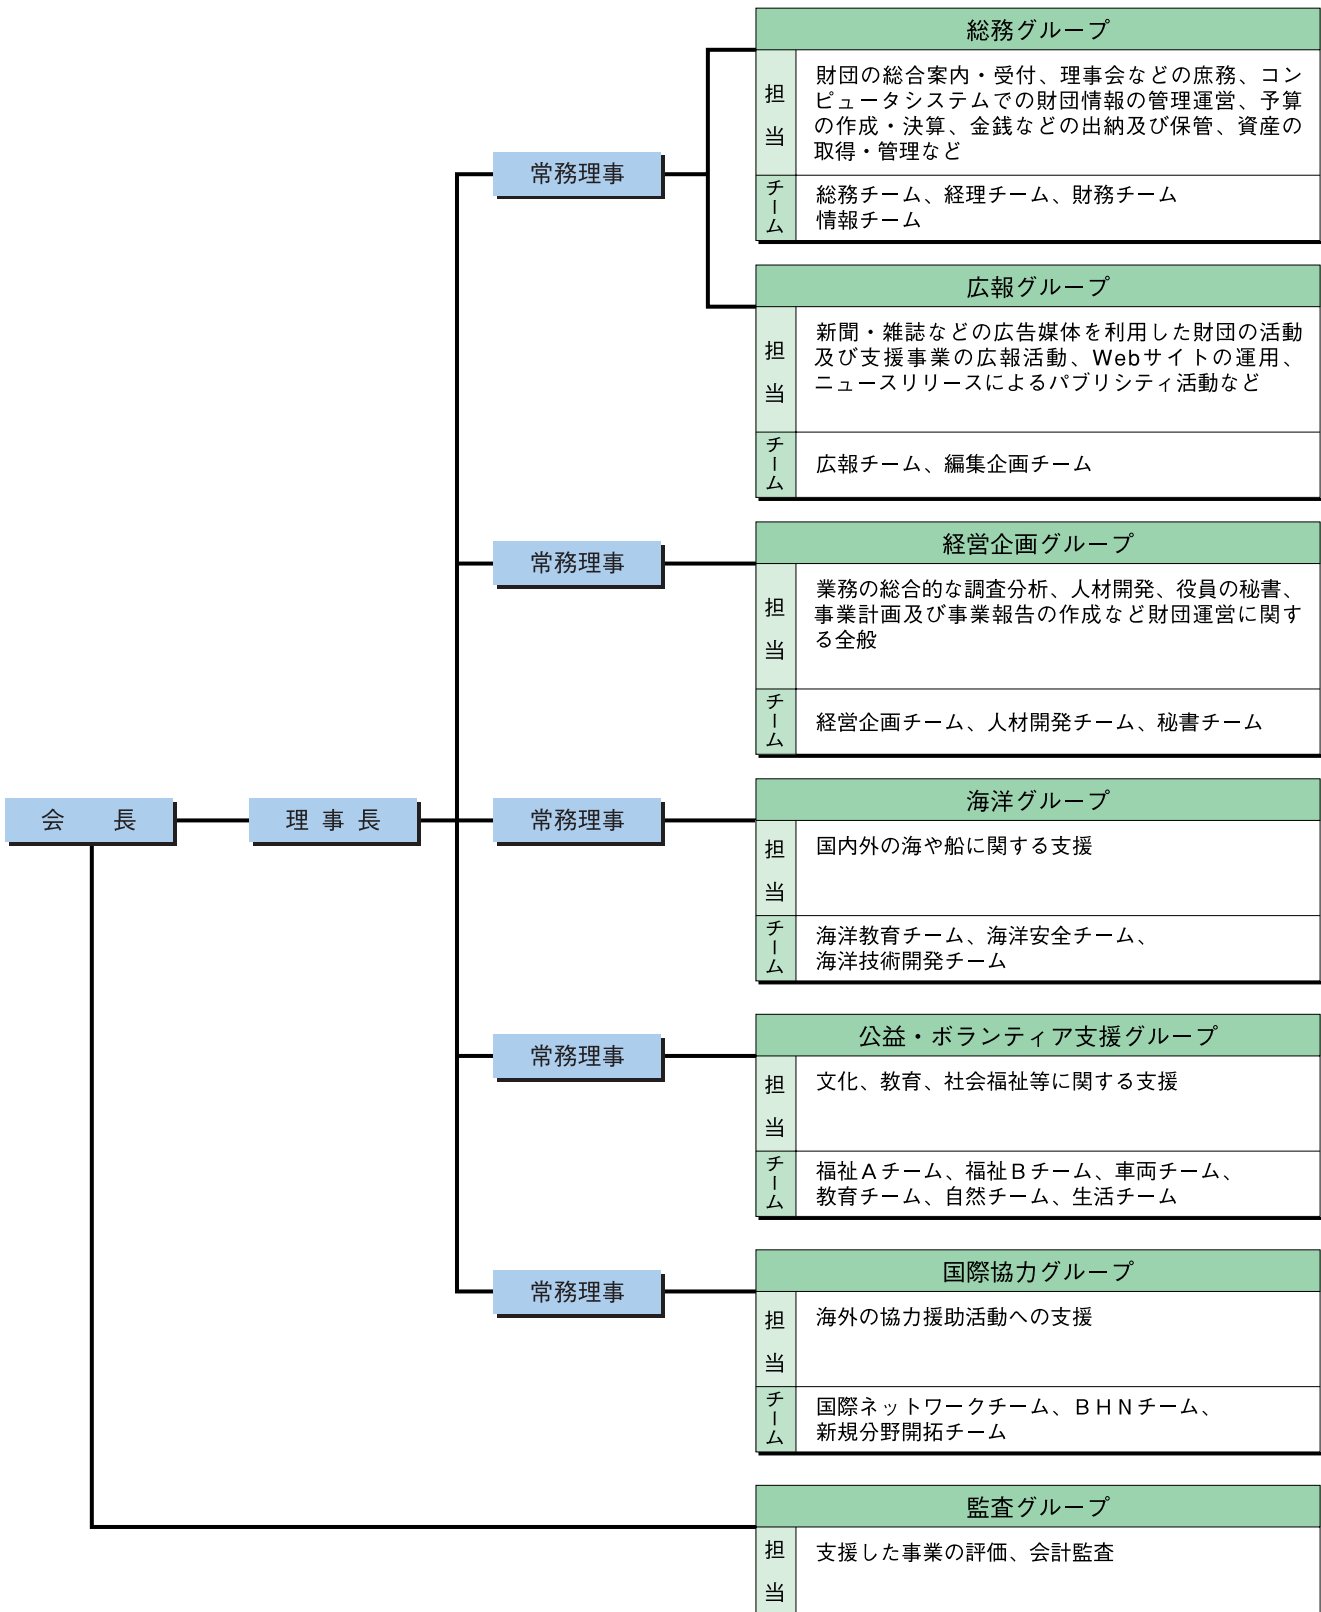 総務グループ
担当
財団の総合案内・受付、理事会などの庶務、コン
ピュータシステムでの財団情報の管理運営、予算
の作成・決算、金銭などの出納及び保管、資産の
取得・管理など
常務理事
チーム
総務チーム、経理チーム、財務チーム
情報チーム
広報グループ
担当
新聞・雑誌などの広告媒体を利用した財団の活動
及び支援事業の広報活動、Webサイトの運用、
ニュースリリースによるパブリシティ活動など
チーム
広報チーム、編集企画チーム
常務理事
経営企画グループ
担当
業務の総合的な調査分析、人材開発、役員の秘書、
事業計画及び事業報告の作成など財団運営に関す
る全般
チーム
経営企画チーム、人材開発チーム、秘書チーム
会　長
理事長
常務理事
海洋グループ
担当
国内外の海や船に関する支援
チーム
海洋教育チーム、海洋安全チーム、
海洋技術開発チーム
常務理事
公益・ボランティア支援グループ
担当
文化、教育、社会福祉等に関する支援
チーム
福祉Aチーム、福祉Bチーム、車両チーム、
教育チーム、自然チーム、生活チーム
常務理事
国際協力グループ
担当
海外の協力援助活動への支援
チーム
国際ネットワークチーム、BHNチーム、
新規分野開拓チーム
監査グループ
担当
支援した事業の評価、会計監査